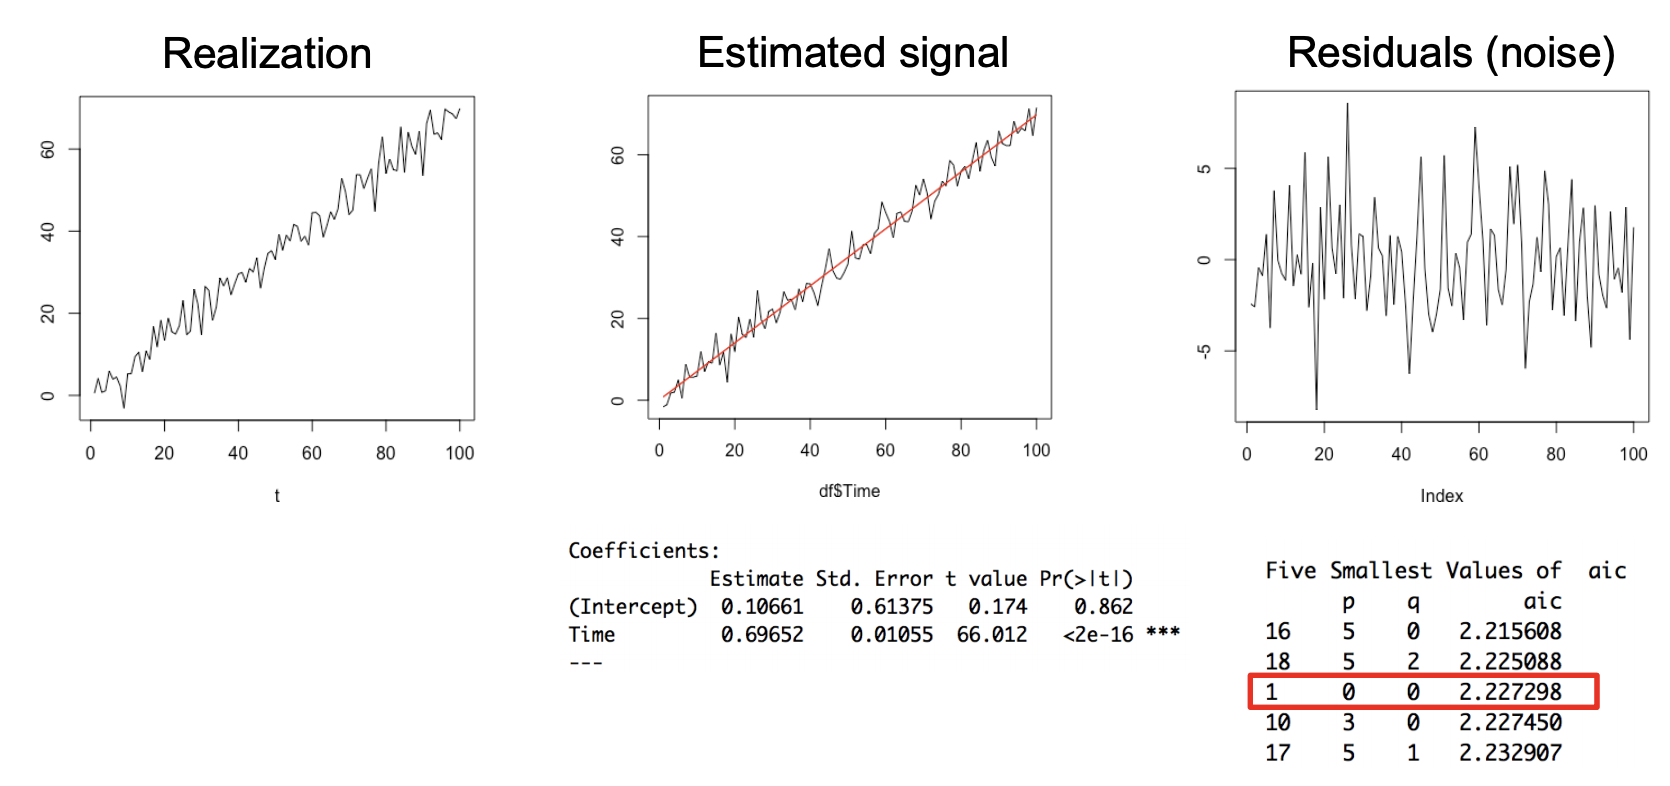 Realization
Estimated signal
Residuals (noise)
60
40
20
0
0 20 40 60 80 100
t
60
40
20
0
0 20 40 60 80 100
df$Time
5
0
-5
0 20 40 60 80 100
Index
Coefficients:
Estimate Std. Error t value Pr(>|t|)
(Intercept) 0.10661 0.61375 0.174 0.862
Time 0.69652 0.01055 66.012 <2e-16 ***
---
Five Smallest Values of aic
p q aic
16 5 0 2.215608
18 5 2 2.225088
1 0 0 2.227298
10 3 0 2.227450
17 5 1 2.232907